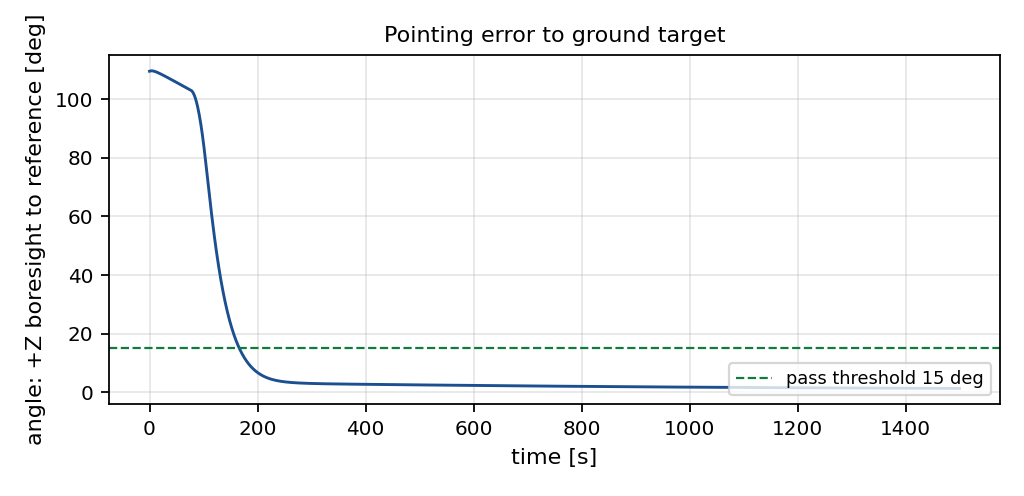 Pointing error to ground target
angle: +Z boresight to reference [deg]
100
80
60
40
20
0
pass threshold 15 deg
0 200 400 600 800 1000 1200 1400
time [s]